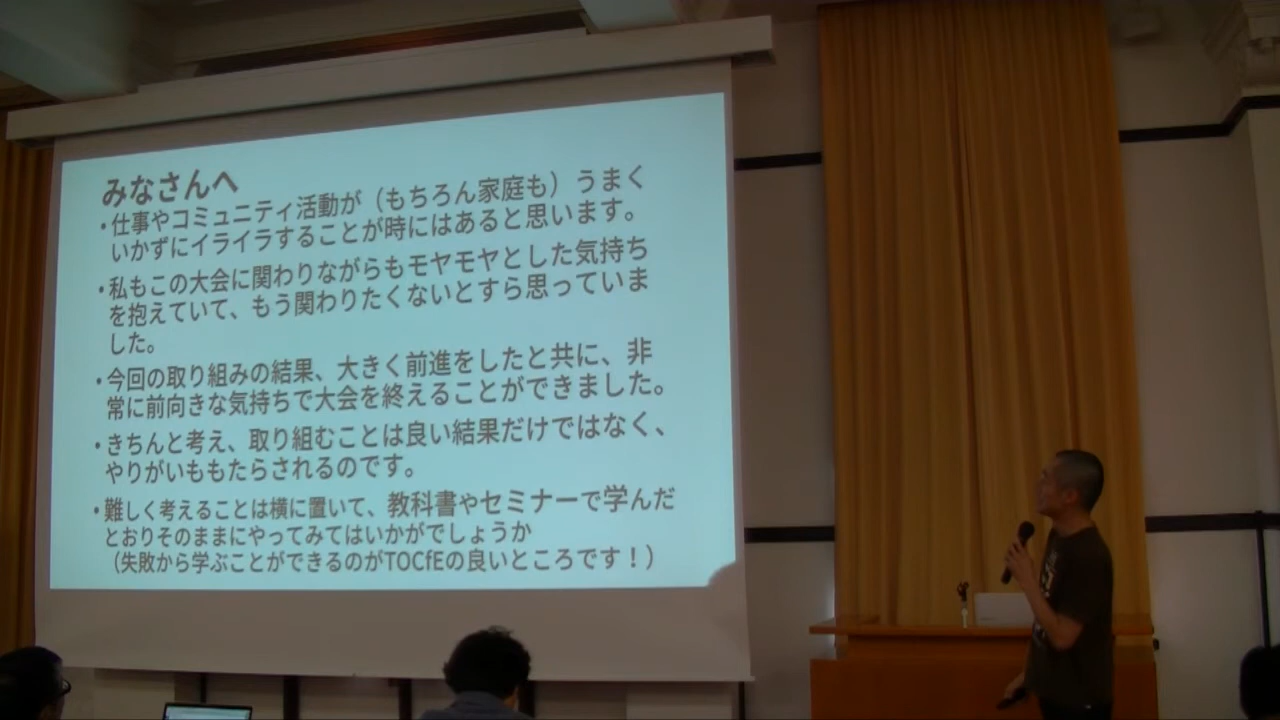 みなさんへ
・仕事やコミュニティ活動が（もちろん家庭も）うまく
いかずにイライラすることが時にはあると思います。
・私もこの大会に関わりながらもモヤモヤとした気持ち
を抱えていて、もう関わりたくないとすら思っていま
した。
・今回の取り組みの結果、大きく前進をしたと共に、非
常に前向きな気持ちで大会を終えることができました。
・きちんと考え、取り組むことは良い結果だけではなく、
やりがいももたらされるのです。
・難しく考えることは横に置いて、教科書やセミナーで学んだ
とおりそのままにやってみてはいかがでしょうか
（失敗から学ぶことができるのがTOCfEの良いところです！）